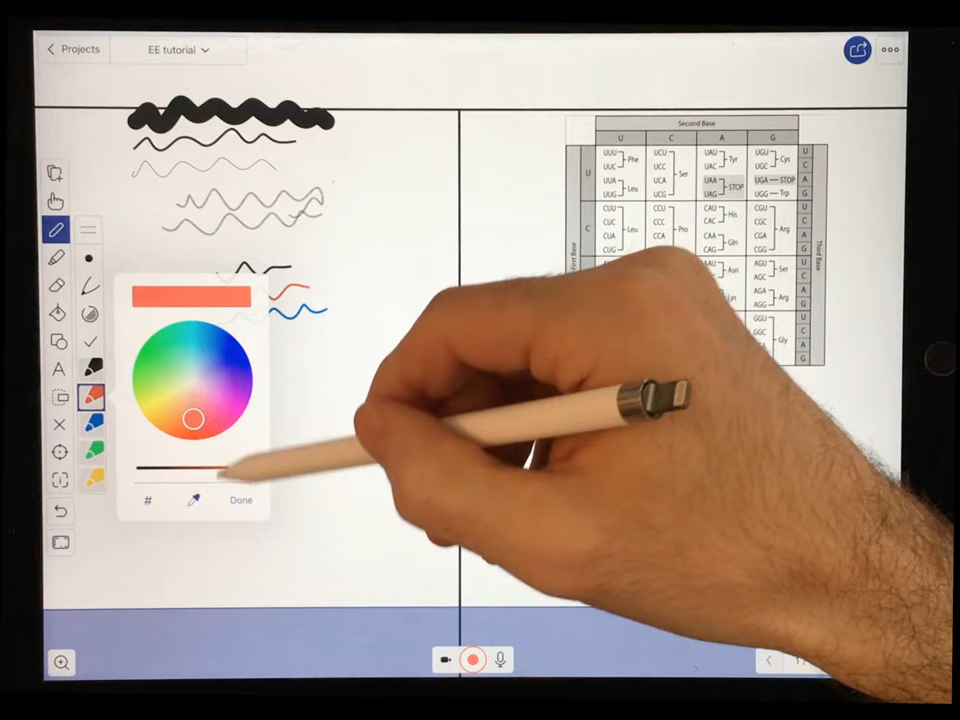 Projects
EE tutorial
Second Base
U C A G
First Base
Third Base
U
UUU
UUC
Phe
UUA
UUG
Leu
UCU
UCC
UCA
UCG
Ser
UAU
UAC
Tyr
UAA
UAG
STOP
UGU
UGC
Cys
UGA STOP
UGG Trp
U
C
A
G
C
CUU
CUC
CUA
CUG
Leu
CCU
CCC
CCA
CCG
Pro
CAU
CAC
His
CAA
CAG
Gln
CGU
CGC
CGA
CGG
Arg
U
C
A
G
AAU
Asn
AGU
AGC
Ser
AGA
AGG
Arg
U
C
A
G
GGU
GGC
Gly
U
C
A
G
A
#
Done